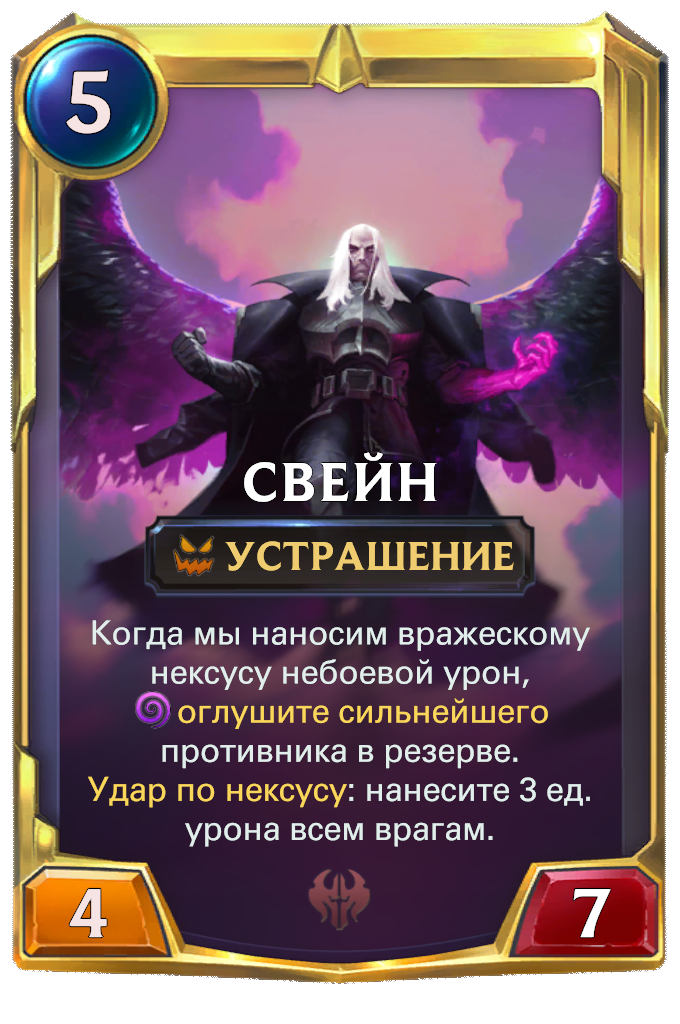 5
СВЕЙН
УСТРАШЕНИЕ
Когда мы наносим вражескому
нексусу небоевой урон,
оглушите сильнейшего
противника в резерве.
Удар по нексусу: нанесите 3 ед.
урона всем врагам.
4
7